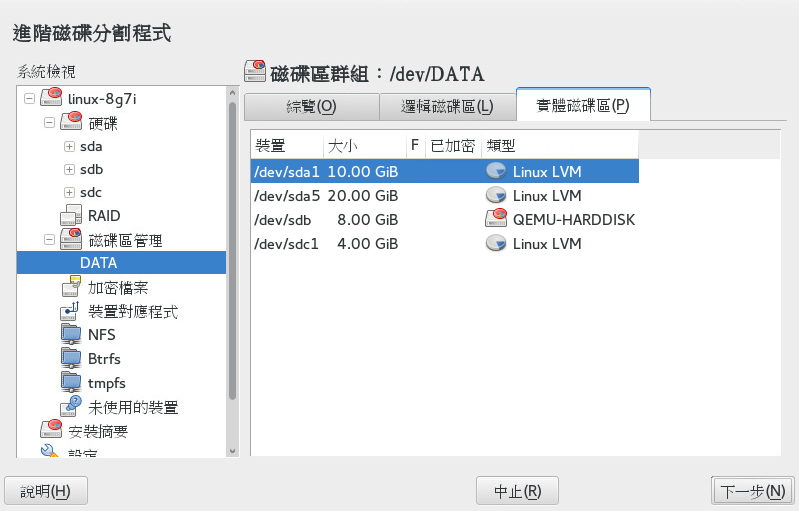 進階磁碟分割程式
系統檢視
linux-8g7i
硬碟
sda
sdb
sdc
RAID
磁碟區管理
DATA
加密檔案
裝置對應程式
NFS
Btrfs
tmpfs
未使用的裝置
安裝摘要
設定
磁碟區群組：/dev/DATA
綜覽(O) 邏輯磁碟區(L) 實體磁碟區(P)
裝置 大小 F 已加密 類型
/dev/sda1 10.00 GiB Linux LVM
/dev/sda5 20.00 GiB Linux LVM
/dev/sdb 8.00 GiB QEMU-HARDDISK
/dev/sdc1 4.00 GiB Linux LVM
說明(H) 中止(R) 下一步(N)